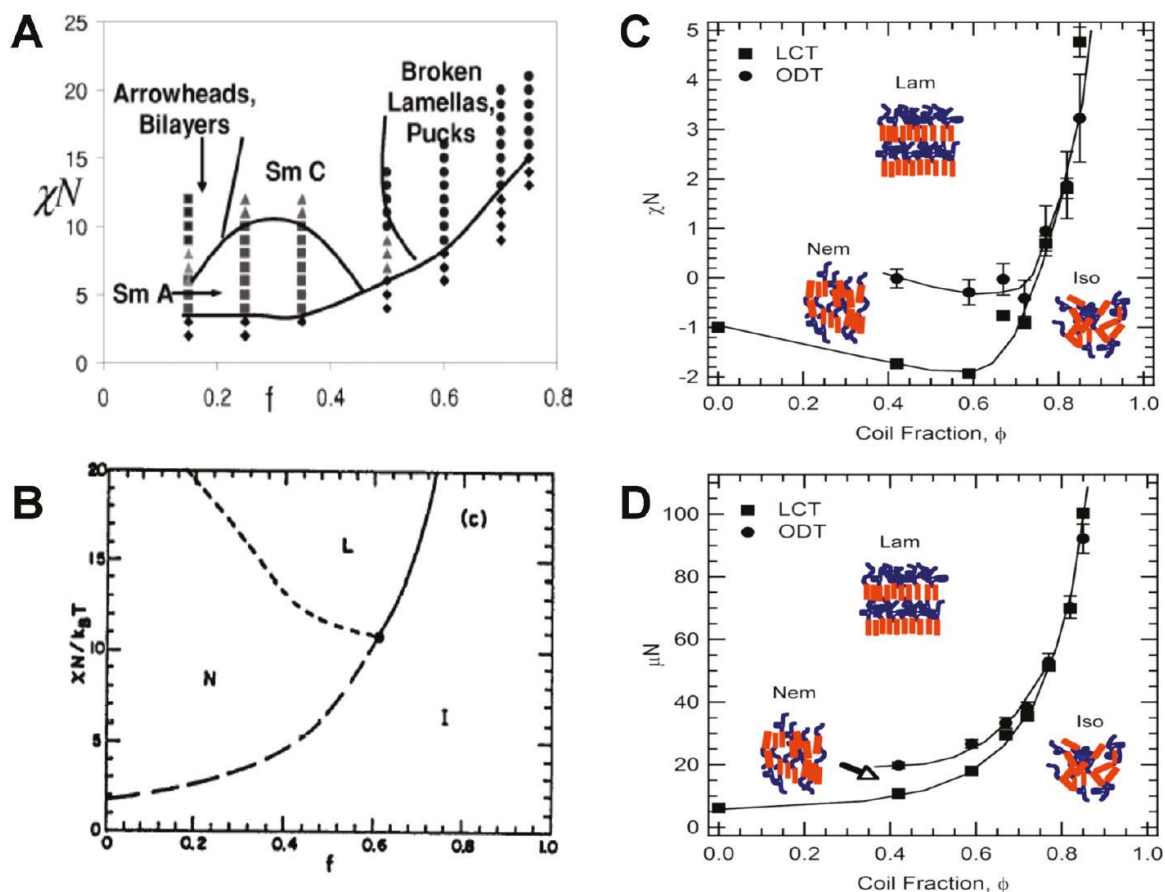 A
25
20
15
10
5
0
χN
Arrowheads,
Bilayers
Broken
Lamellas,
Pucks
Sm C
Sm A
0
0.2
0.4
0.6
0.8
f
B
20
15
10
5
0
χN/k_BT
(c)
L
N
I
0.0
0.2
0.4
0.6
0.8
1.0
f
C
5
4
3
2
1
0
-1
-2
χN
LCT
ODT
Lam
Nem
Iso
0.0
0.2
0.4
0.6
0.8
1.0
Coil Fraction, ϕ
D
100
80
60
40
20
0
μN
LCT
ODT
Lam
Nem
Iso
0.0
0.2
0.4
0.6
0.8
1.0
Coil Fraction, ϕ